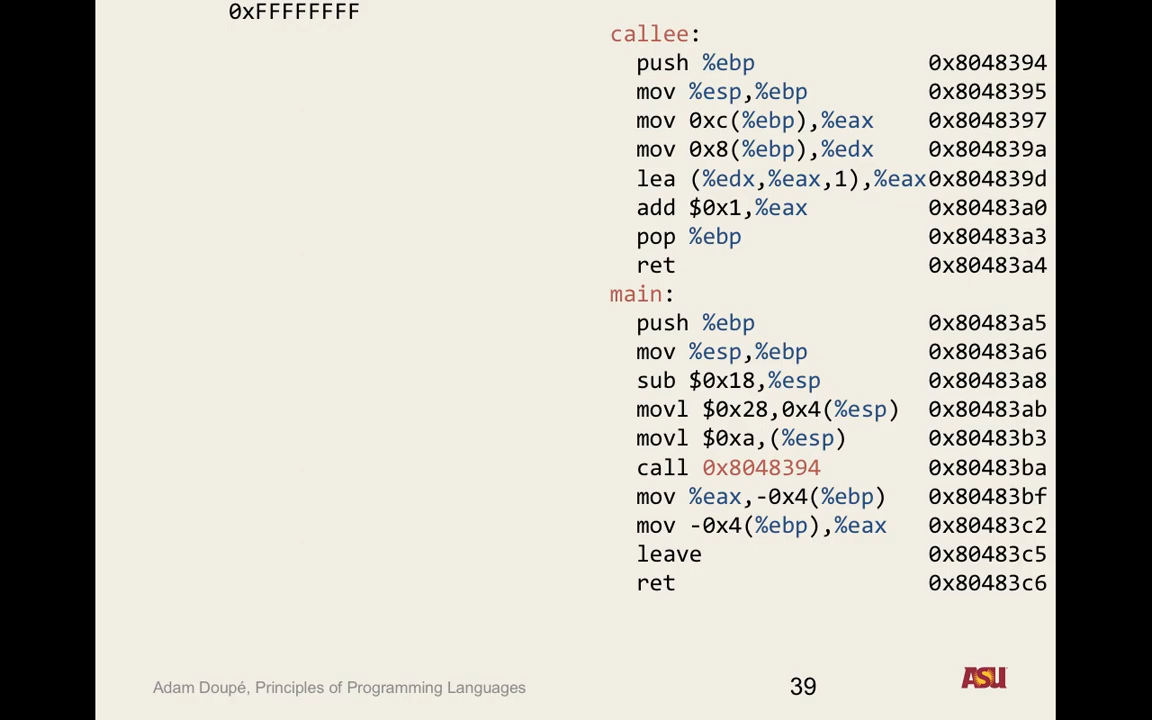 0xFFFFFFFF
callee:
push %ebp 0x8048394
mov %esp,%ebp 0x8048395
mov 0xc(%ebp),%eax 0x8048397
mov 0x8(%ebp),%edx 0x804839a
lea (%edx,%eax,1),%eax 0x804839d
add $0x1,%eax 0x80483a0
pop %ebp 0x80483a3
ret 0x80483a4
main:
push %ebp 0x80483a5
mov %esp,%ebp 0x80483a6
sub $0x18,%esp 0x80483a8
movl $0x28,0x4(%esp) 0x80483ab
movl $0xa,(%esp) 0x80483b3
call 0x8048394 0x80483ba
mov %eax,-0x4(%ebp) 0x80483bf
mov -0x4(%ebp),%eax 0x80483c2
leave 0x80483c5
ret 0x80483c6
Adam Doupé, Principles of Programming Languages
39
ASU